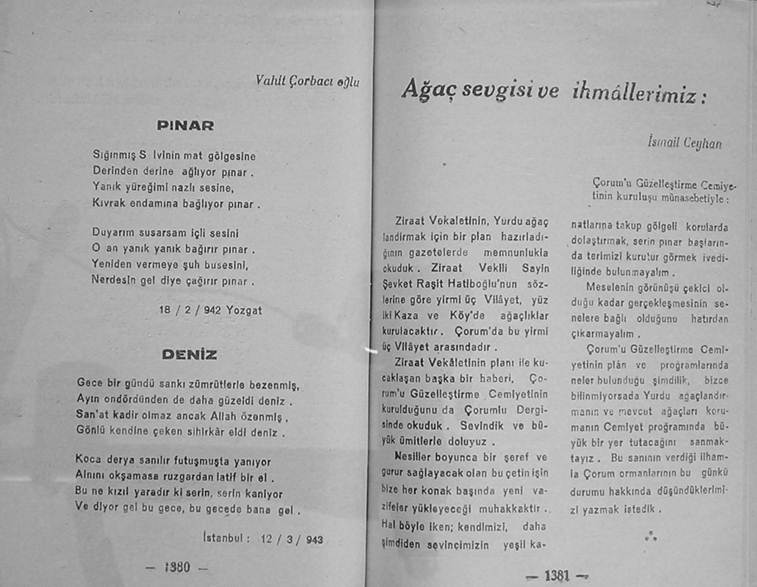 Vahit Çorbacı oğlu
PINAR
Sığınmış S lvinin mat gölgesine
Derinden derine ağlıyor pınar .
Yanık yüreğimi nazlı sesine,
Kıvrak endamına bağlıyor pınar .
Duyarım susarsam içli sesini
O an yanık yanık bağırır pınar .
Yeniden vermeye şuh busesini,
Nerdesin gel diye çağırır pınar .
18 / 2 / 942 Yozgat
DENİZ
Gece bir gündü sankı zümrütlerle bezenmiş,
Ayın ondördünden de daha güzeldi deniz .
San'at kadir olmaz ancak Allah özenmiş ,
Gönlü kendine çeken sihirkâr eldi deniz .
Koca derya sanılır futuşmuşta yanıyor
Alnını okşamasa ruzgardan latif bir el .
Bu ne kızıl yaradır ki serin, serin kanıyor
Ve diyor gel bu gece, bu gecede bana gel .
İstanbul : 12 / 3 / 943
— 1380 —
Ağaç sevgisi ve ihmâllerimiz :
İsmail Ceyhan
Çorum'u Güzelleştirme Cemiye-
tinin kuruluşu münasebetiyle :
Ziraat Vekaletinin, Yurdu ağaç
landirmak için bir plan hazırladı-
ğının gazetelerde memnunlukla
okuduk . Ziraat Vekili Sayin
Şevket Raşit Hatiboğlu'nun söz-
lerine göre yirmi üç Vilâyet, yüz
iki Kaza ve Köy'de ağaçlıklar
kurulacaktır. Çorum'da bu yirmi
üç Vilâyet arasındadır .
Ziraat Vekâletinin planı ile ku-
caklaşan başka bir haberi, Ço-
rum'u Güzelleştirme Cemiyetinin
kurulduğunu da Çorumlu Dergi-
sinde okuduk . Sevindik ve bü-
yük ümitlerle doluyuz .
Nesiller boyunca bir şeref ve
gurur sağlayacak olan bu çetin işin
bize her konak başında yeni va-
zifeler yükleyeceği muhakkaktır .
Hal böyle iken; kendimizi, daha
şimdiden sevincimizin yeşil ka-
natlarına takup gölgeli korularda
dolaştırmak, serin pınar başların-
da terimizi kurutur görmek ivedi-
liğinde bulunmayalım .
Meselenin görünüşü çekici ol-
duğu kadar gerçekleşmesinin se-
nelere bağlı olduğunu hatırdan
çıkarmayalım .
Çorum'u Güzelleştirme Cemi-
yetinin plân ve proğramlarında
neler bulunduğu şimdilik, bizce
bilinmiyorsada Yurdu ağaçlandır-
manın ve mevcut ağaçları koru-
manın Cemiyet proğramında bü-
yük bir yer tutacağını sanmak-
tayız . Bu sanının verdiği ilham-
la Çorum ormanlarının bu günkü
durumu hakkında düşündüklerimi-
zi yazmak istedik .
— 1381 —